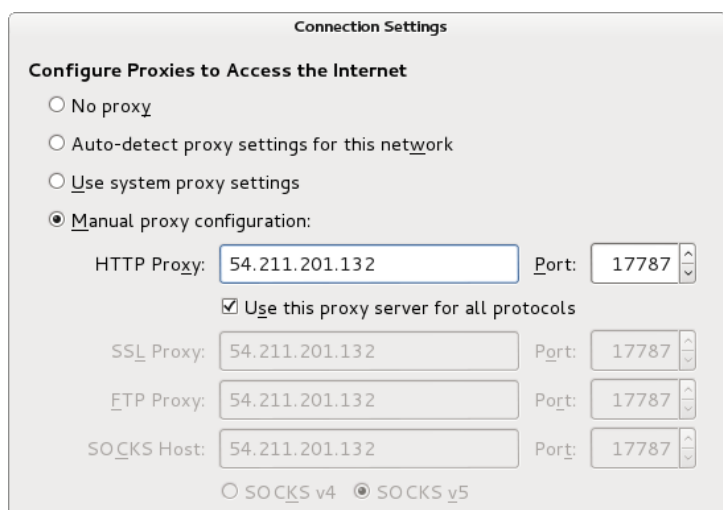 Connection Settings
Configure Proxies to Access the Internet
No proxy
Auto-detect proxy settings for this network
Use system proxy settings
Manual proxy configuration:
HTTP Proxy: 54.211.201.132 Port: 17787
Use this proxy server for all protocols
SSL Proxy: 54.211.201.132 Port: 17787
FTP Proxy: 54.211.201.132 Port: 17787
SOCKS Host: 54.211.201.132 Port: 17787
SOCKS v4 SOCKS v5